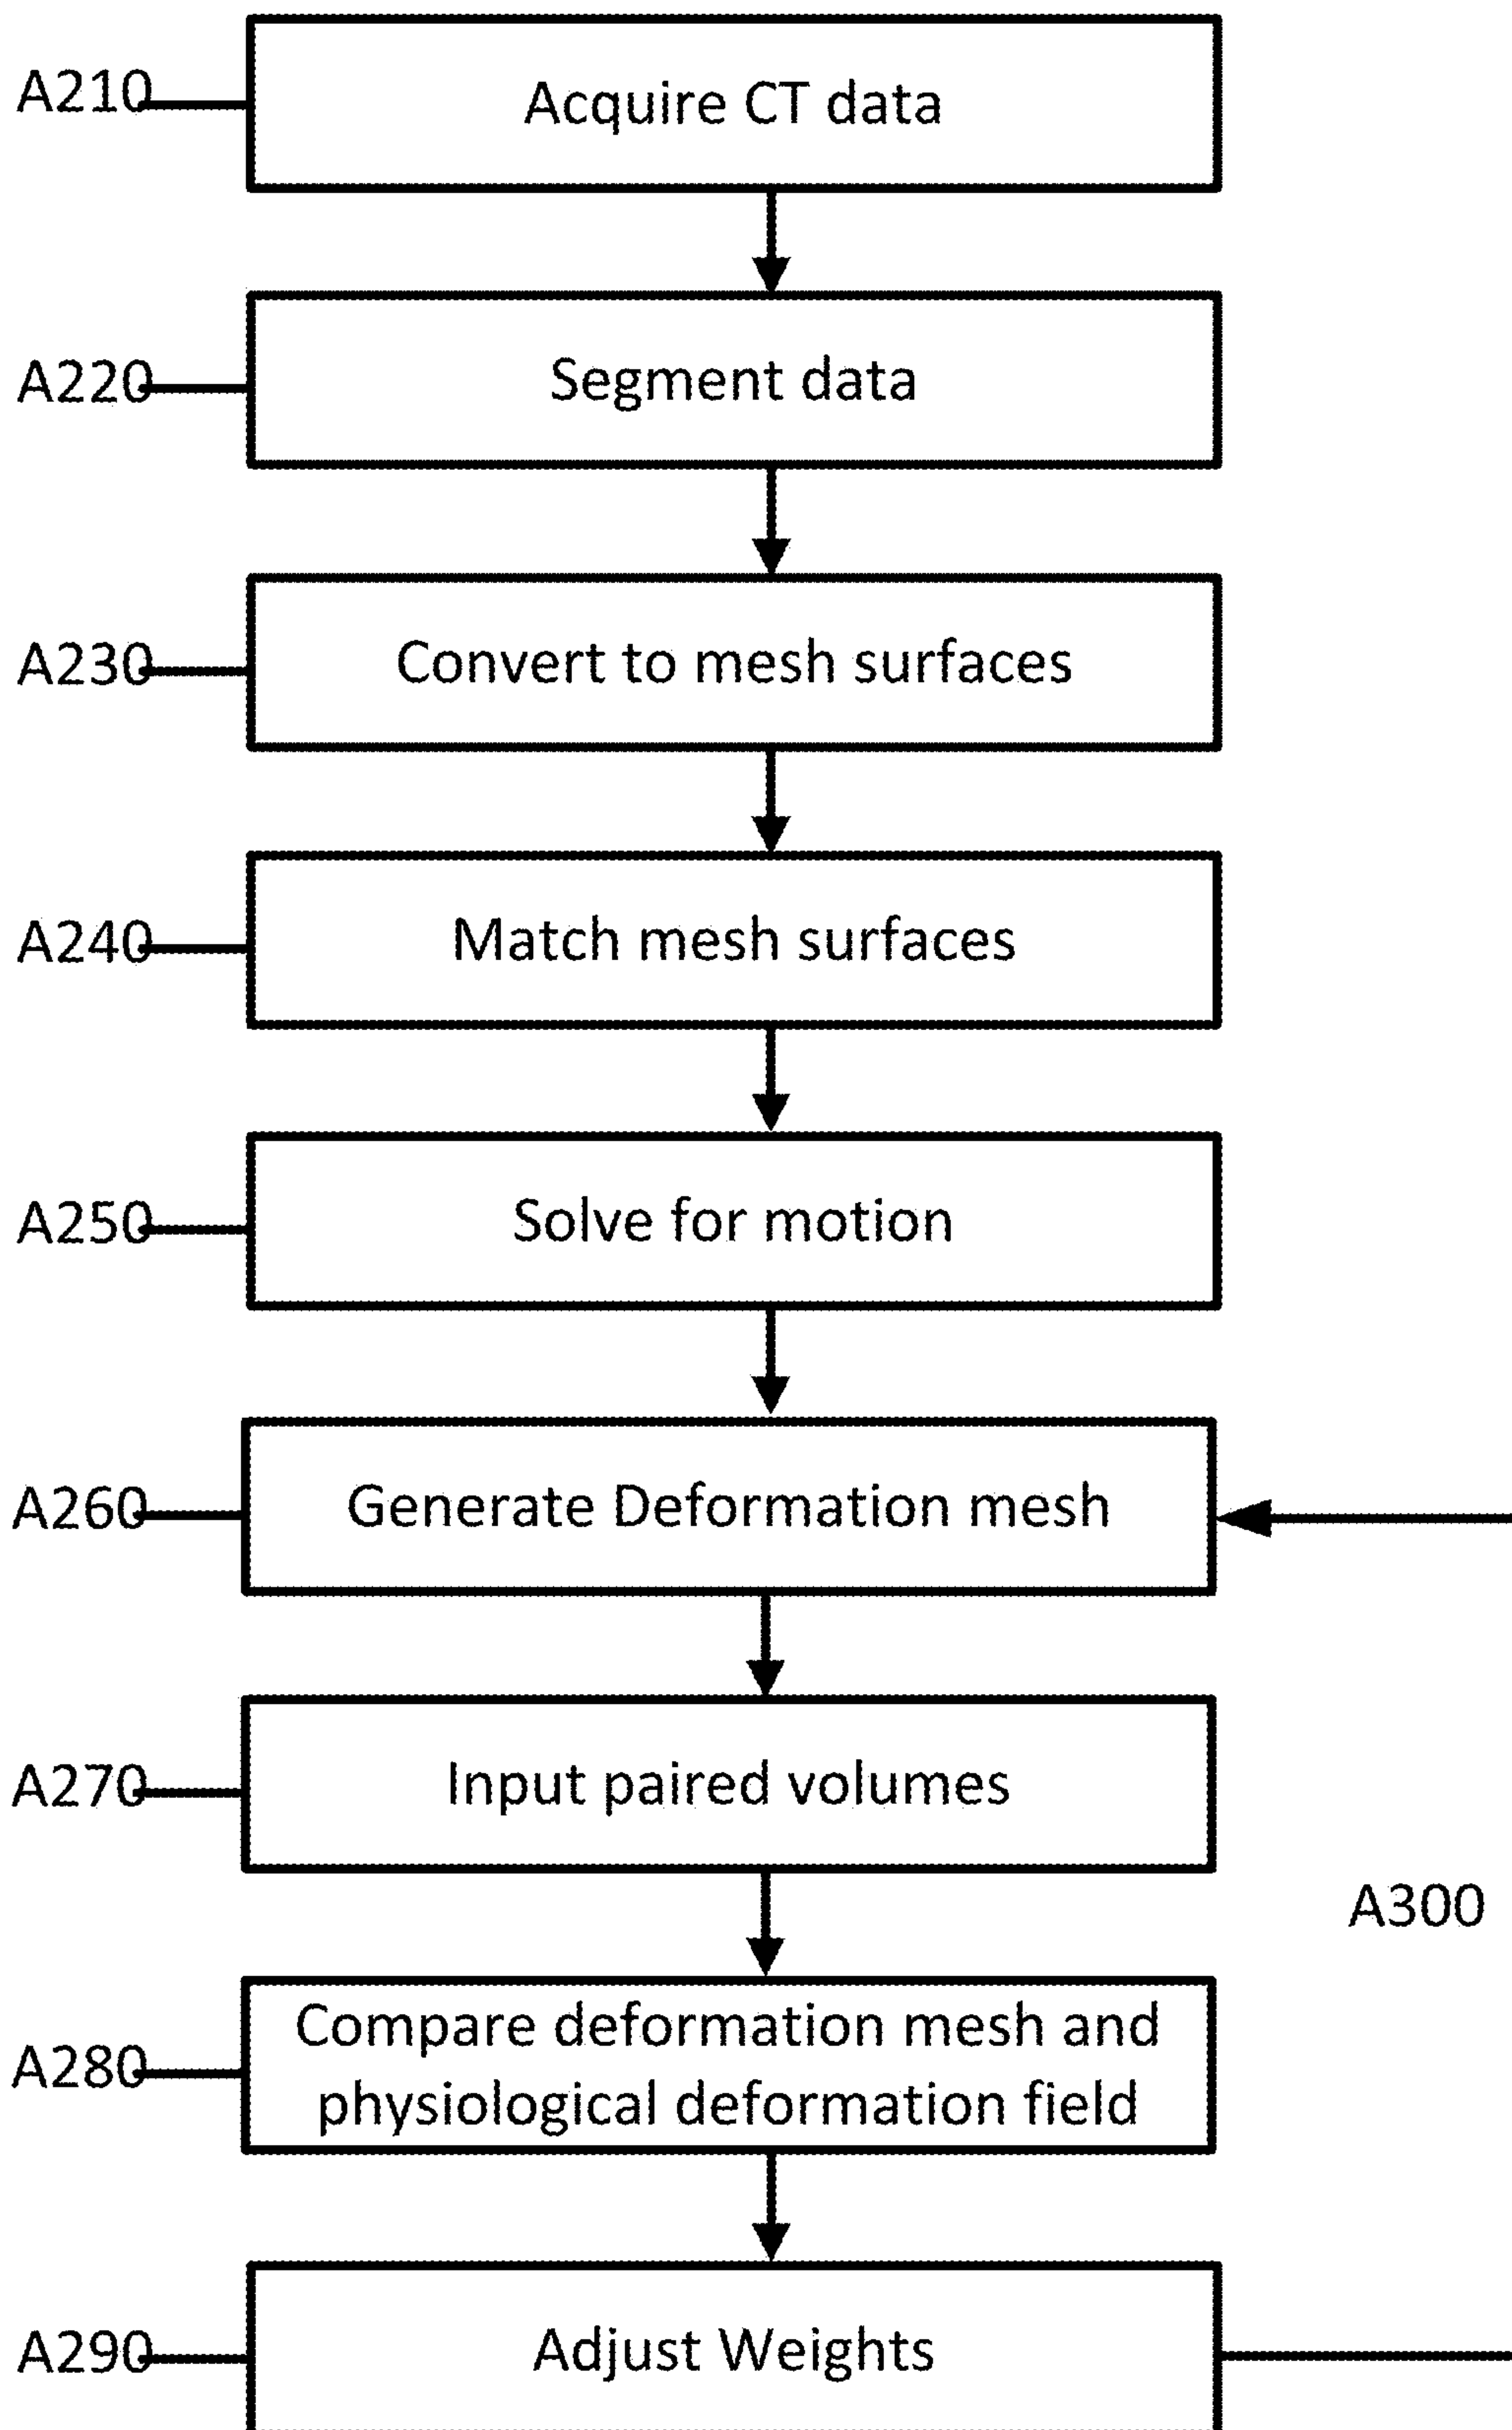 A210
Acquire CT data
A220
Segment data
A230
Convert to mesh surfaces
A240
Match mesh surfaces
A250
Solve for motion
A260
Generate Deformation mesh
A270
Input paired volumes
A300
A280
Compare deformation mesh and
physiological deformation field
A290
Adjust Weights